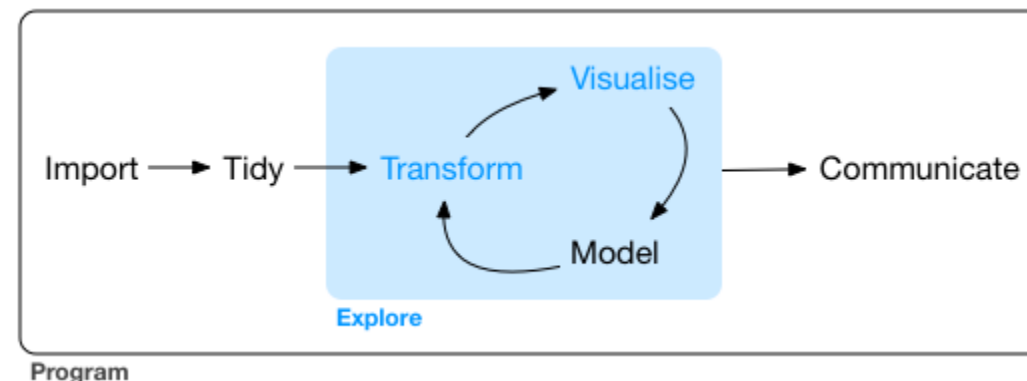 Visualise
Import Tidy Transform Communicate
Model
Explore
Program